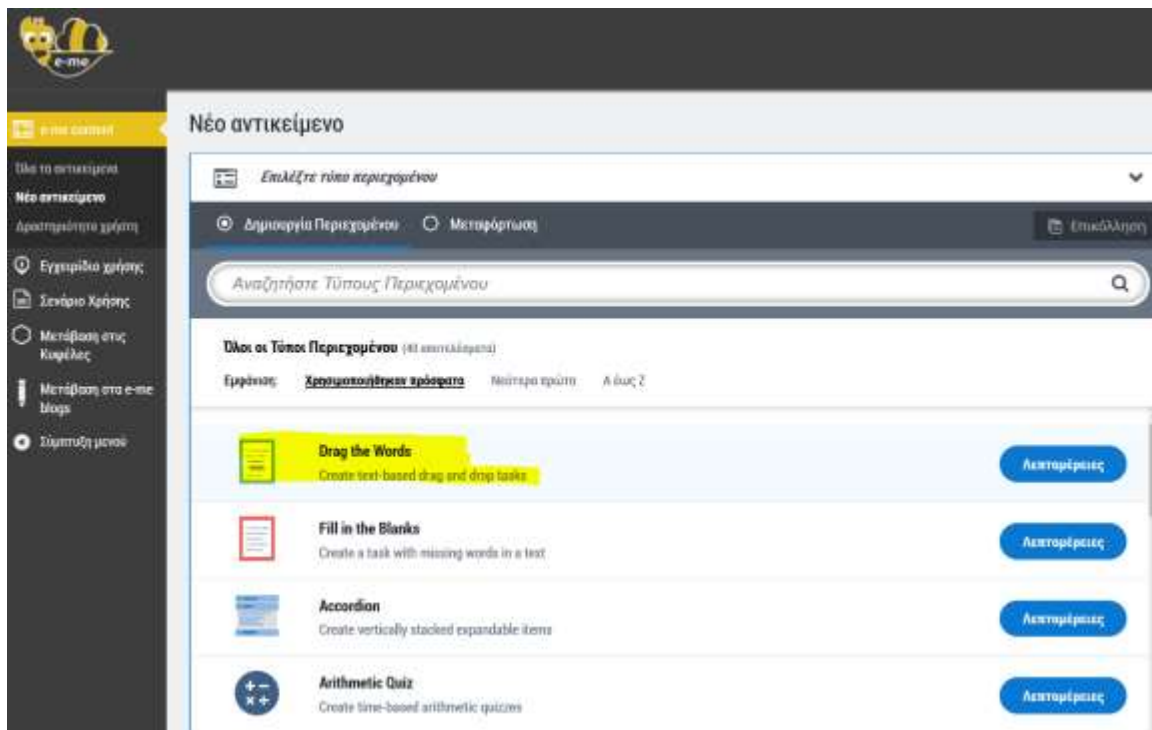 e-me
e-me content
Νέο αντικείμενο
Όλα τα αντικείμενα
Νέο αντικείμενο
Δραστηριότητα χρήστη
Εγχειρίδιο χρήσης
Σενάριο Χρήσης
Μετάβαση στις
Κυψέλες
Μετάβαση στα e-me
blogs
Σύμπτυξη μενού
Επιλέξτε τύπο περιεχομένου
Δημιουργία Περιεχομένου Μεταφόρτωση Επικόλληση
Αναζητήστε Τύπους Περιεχομένου
Όλοι οι Τύποι Περιεχομένου (40 αποτελέσματα)
Εμφάνιση: Χρησιμοποιήθηκαν πρόσφατα Νεότερα πρώτα Α έως Ζ
Drag the Words
Create text-based drag and drop tasks
Λεπτομέρειες
Fill in the Blanks
Create a task with missing words in a text
Λεπτομέρειες
Accordion
Create vertically stacked expandable items
Λεπτομέρειες
Arithmetic Quiz
Create time-based arithmetic quizzes
Λεπτομέρειες